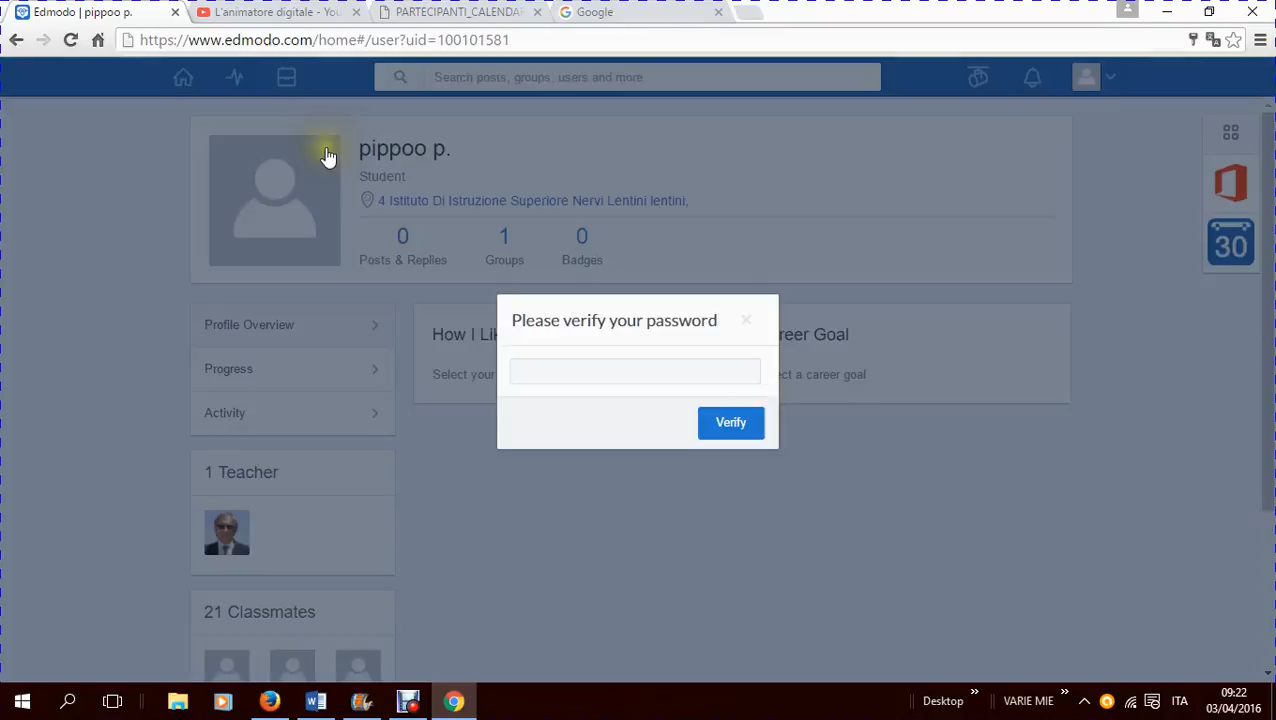 Edmodo | pippoo p.
L'animatore digitale - You
PARTECIPANTI_CALENDA
Google
https://www.edmodo.com/home#/user?uid=100101581
Search posts, groups, users and more
pippoo p.
Student
4 Istituto Di Istruzione Superiore Nervi Lentini lentini,
0 1 0
Posts & Replies Groups Badges
30
Please verify your password
Profile Overview
How I Li
reer Goal
Progress
Select your
ct a career goal
Activity
Verify
1 Teacher
21 Classmates
Desktop
VARIE MIE
ITA
09:22
03/04/2016